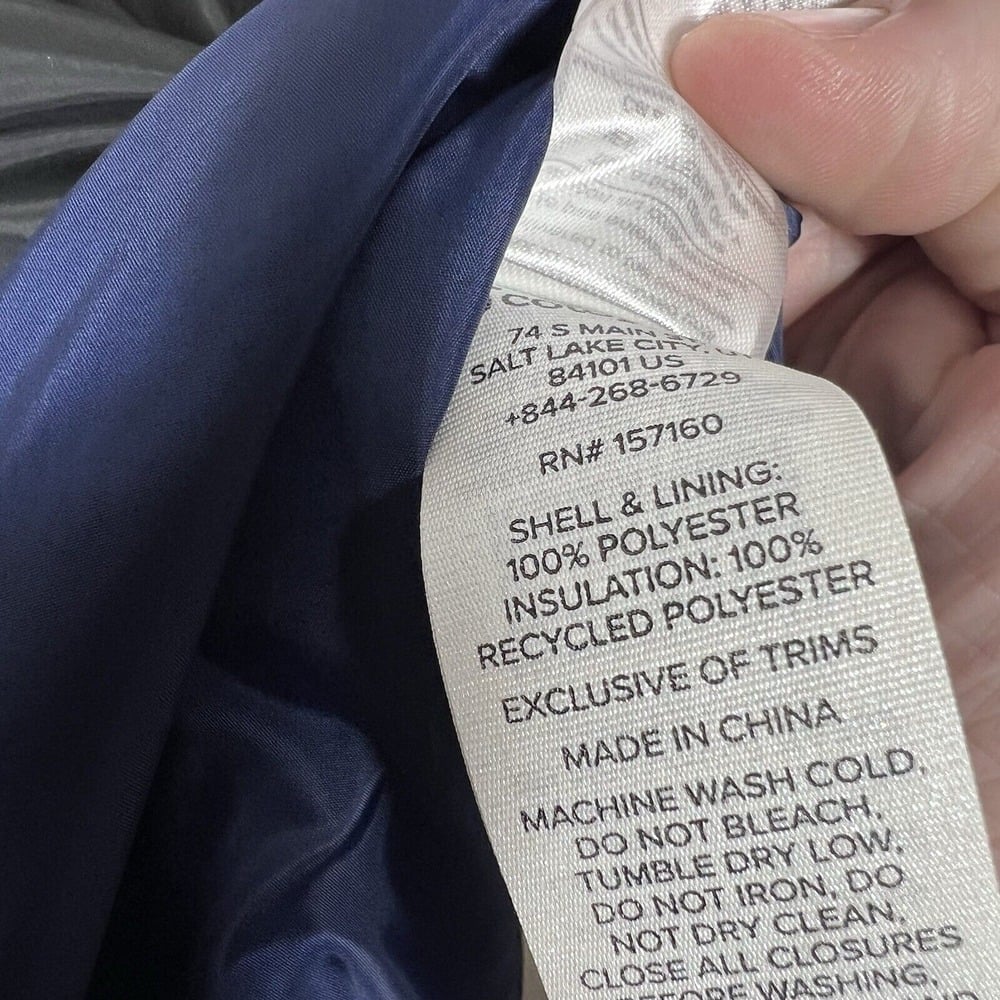 74 S MAIN
SALT LAKE CITY,
84101 US
+844-268-6729
RN# 157160
SHELL & LINING:
100% POLYESTER
INSULATION: 100%
RECYCLED POLYESTER
EXCLUSIVE OF TRIMS
MADE IN CHINA
MACHINE WASH COLD,
DO NOT BLEACH,
TUMBLE DRY LOW,
DO NOT IRON, DO
NOT DRY CLEAN,
CLOSE ALL CLOSURES
BEFORE WASHING,